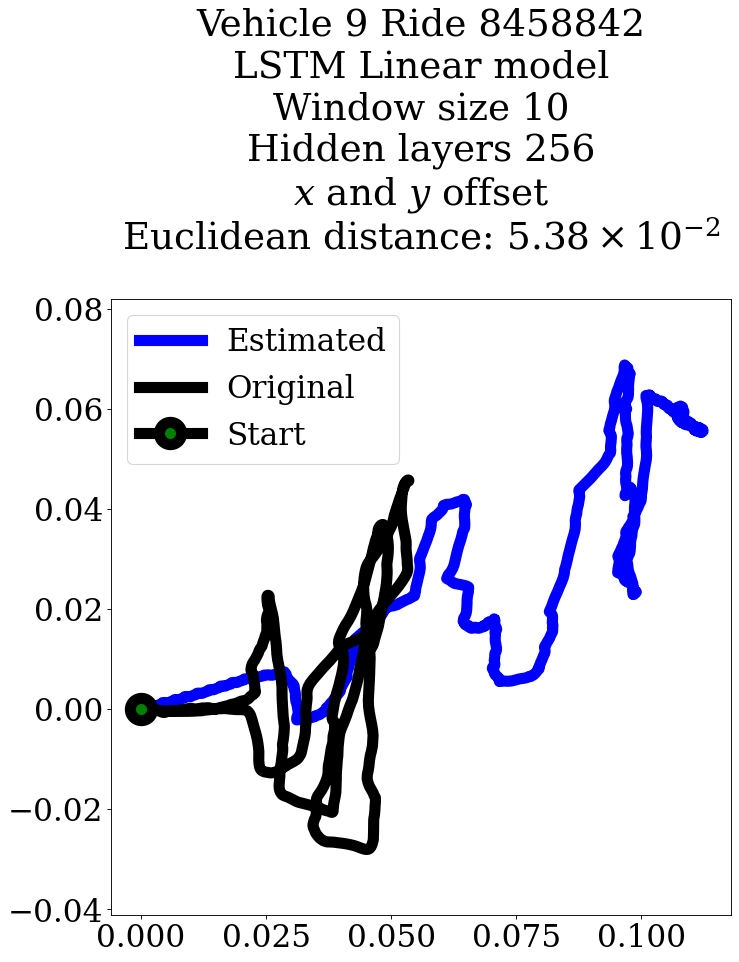 Vehicle 9 Ride 8458842
LSTM Linear model
Window size 10
Hidden layers 256
x and y offset
Euclidean distance: 5.38 × 10⁻²
Estimated
Original
Start
0.08
0.06
0.04
0.02
0.00
−0.02
−0.04
0.000 0.025 0.050 0.075 0.100